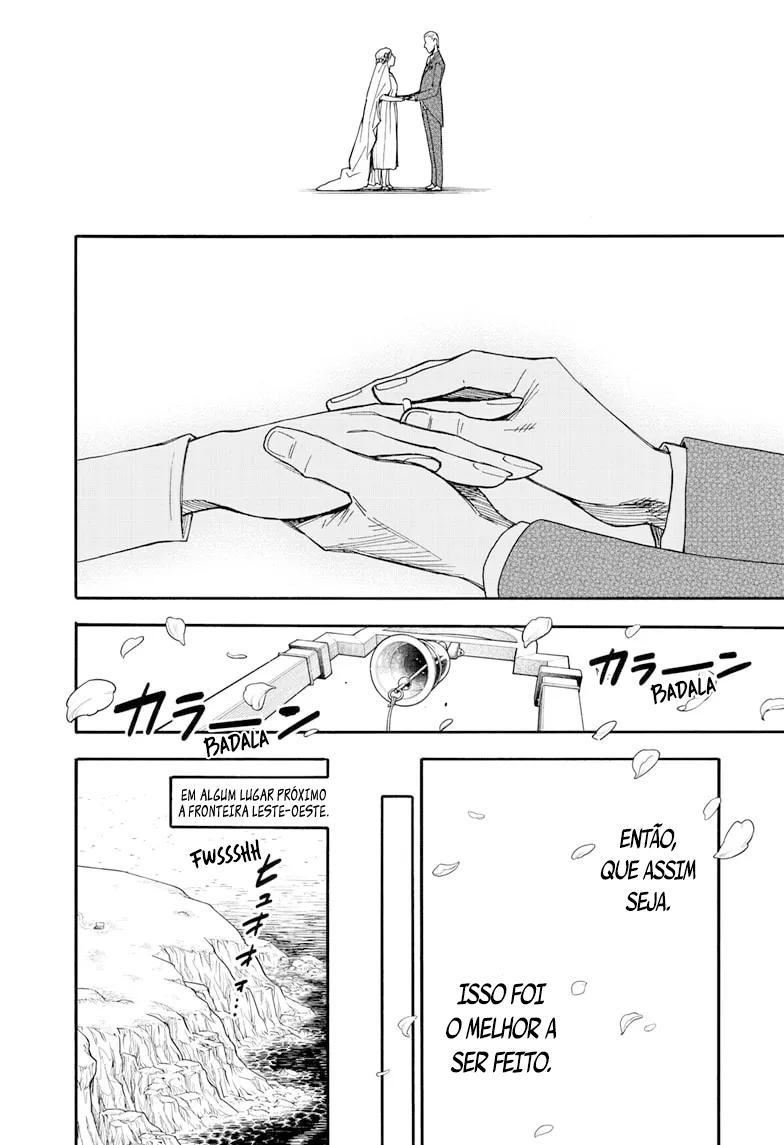 カラーン
BADALA
カラーン
BADALA
ENTÃO,
QUE ASSIM
SEJA.
ISSO FOI
O MELHOR A
SER FEITO.
EM ALGUM LUGAR PRÓXIMO
A FRONTEIRA LESTE-OESTE.
FWSSSHH
ヒュオオオ…